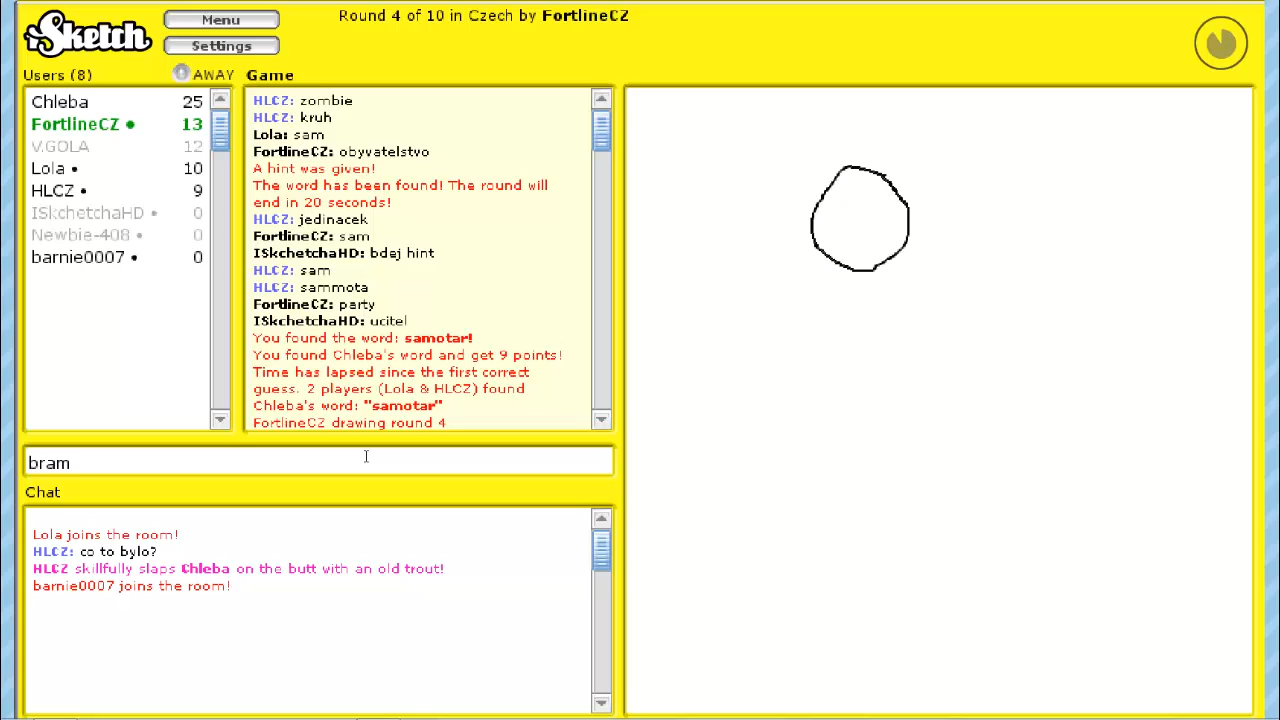 Round 4 of 10 in Czech by FortlineCZ
iSketch
Menu
Settings
Users (8)
AWAY
Chleba 25
FortlineCZ • 13
V.GOLA 12
Lola • 10
HLCZ • 9
ISkchetchaHD • 0
Newbie-408 • 0
barnie0007 • 0
Game
HLCZ: zombie
HLCZ: kruh
Lola: sam
FortlineCZ: obyvatelstvo
A hint was given!
The word has been found! The round will
end in 20 seconds!
HLCZ: jedinacek
FortlineCZ: sam
ISkchetchaHD: bdej hint
HLCZ: sam
HLCZ: sammota
FortlineCZ: party
ISkchetchaHD: ucitel
You found the word: samotar!
You found Chleba's word and get 9 points!
Time has lapsed since the first correct
guess. 2 players (Lola & HLCZ) found
Chleba's word: "samotar"
FortlineCZ drawing round 4
bram
Chat
Lola joins the room!
HLCZ: co to bylo?
HLCZ skillfully slaps Chleba on the butt with an old trout!
barnie0007 joins the room!